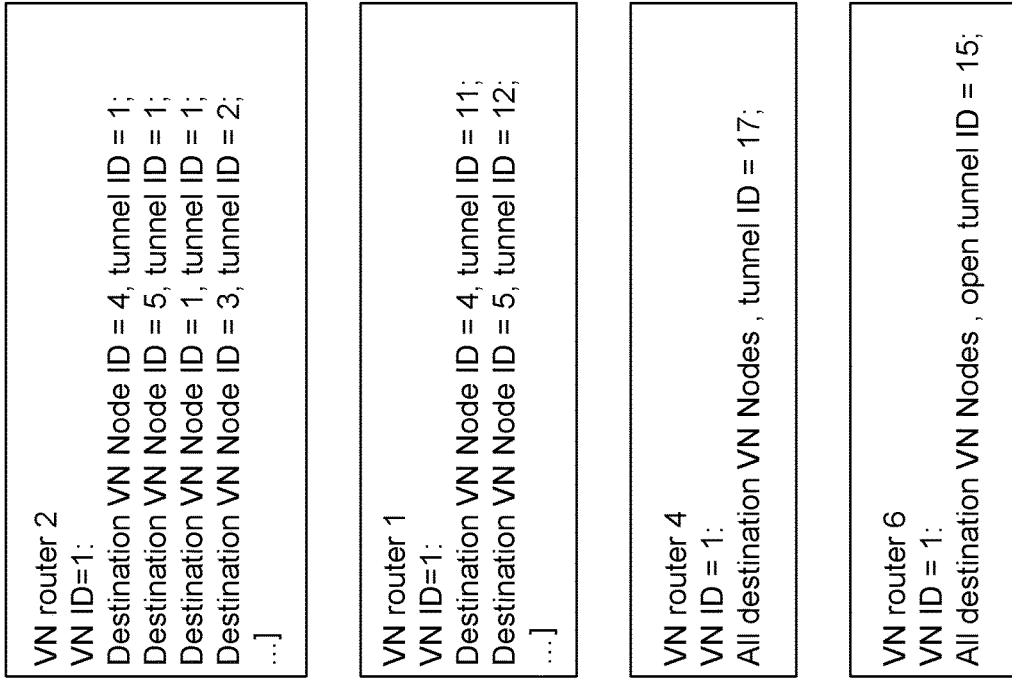 VN router 2
VN ID=1:
Destination VN Node ID = 4, tunnel ID = 1;
Destination VN Node ID = 5, tunnel ID = 1;
Destination VN Node ID = 1, tunnel ID = 1;
Destination VN Node ID = 3, tunnel ID = 2;
...]
VN router 1
VN ID=1:
Destination VN Node ID = 4, tunnel ID = 11;
Destination VN Node ID = 5, tunnel ID = 12;
....]
VN router 4
VN ID = 1:
All destination VN Nodes , tunnel ID = 17;
VN router 6
VN ID = 1:
All destination VN Nodes , open tunnel ID = 15;